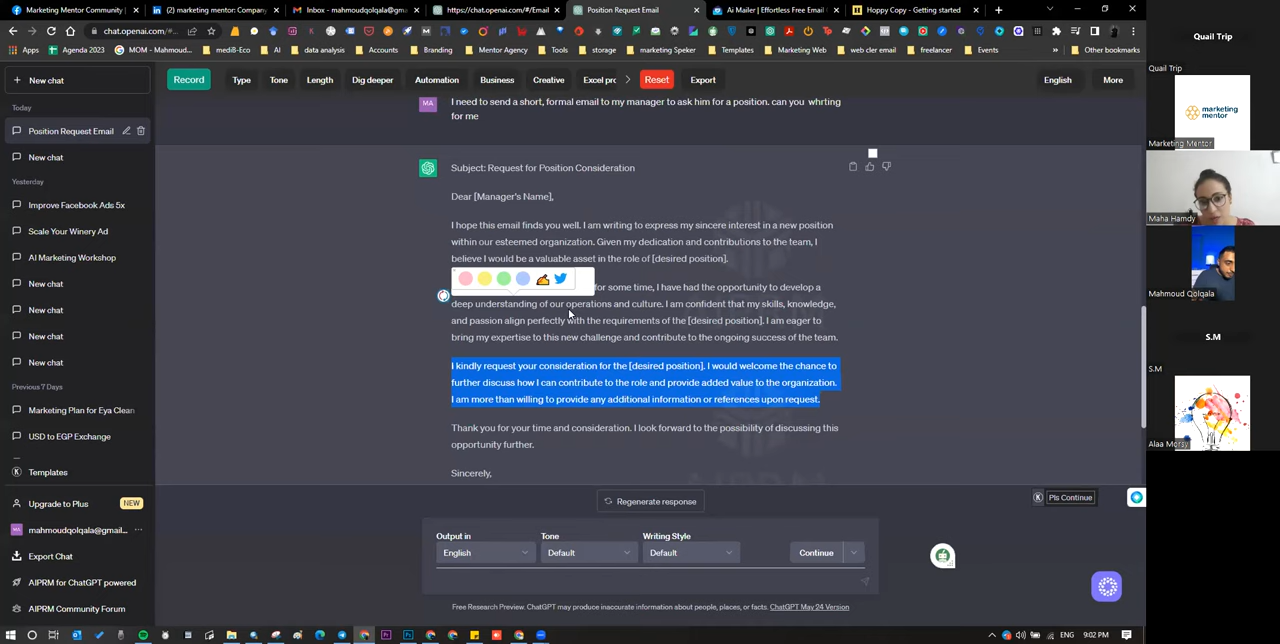 Marketing Mentor Community |
(2) marketing mentor: Compan
Inbox - mahmoudqolqala@gm
https://chat.openai.com/#/Email
Position Request Email
Ai Mailer | Effortless Free Email
Hoppy Copy - Getting started
chat.openai.com/
Apps
Agenda 2023
MOM - Mahmoud...
mediB-Eco
AI
data analysis
Accounts
Branding
Mentor Agency
Tools
storage
marketing Speker
Templates
Marketing Web
web cler email
freelancer
Events
Other bookmarks
New chat
Record
Type
Tone
Length
Dig deeper
Automation
Business
Creative
Excel prc
Reset
Export
English
More
Today
Position Request Email
New chat
Yesterday
Improve Facebook Ads 5x
Scale Your Winery Ad
AI Marketing Workshop
New chat
New chat
New chat
New chat
Previous 7 Days
Marketing Plan for Eya Clean
USD to EGP Exchange
Templates
Upgrade to Plus
NEW
MA
mahmoudqolqala@gmail...
Export Chat
AIPRM for ChatGPT powered
AIPRM Community Forum
MA
I need to send a short, formal email to my manager to ask him for a position. can you whrting
for me
Subject: Request for Position Consideration
Dear [Manager's Name],
I hope this email finds you well. I am writing to express my sincere interest in a new position
within our esteemed organization. Given my dedication and contributions to the team, I
believe I would be a valuable asset in the role of [desired position].
for some time, I have had the opportunity to develop a
deep understanding of our operations and culture. I am confident that my skills, knowledge,
and passion align perfectly with the requirements of the [desired position]. I am eager to
bring my expertise to this new challenge and contribute to the ongoing success of the team.
I kindly request your consideration for the [desired position]. I would welcome the chance to
further discuss how I can contribute to the role and provide added value to the organization.
I am more than willing to provide any additional information or references upon request.
Thank you for your time and consideration. I look forward to the possibility of discussing this
opportunity further.
Sincerely,
AIPRM
Regenerate response
K Pls Continue
Output in
Tone
Writing Style
English
Default
Default
Continue
Free Research Preview. ChatGPT may produce inaccurate information about people, places, or facts. ChatGPT May 24 Version
ENG
9:02 PM
Quail Trip
Quail Trip
marketing
mentor
Marketing Mentor
Maha Hamdy
Mahmoud Qolqala
S.M
S.M
Alaa Morsy